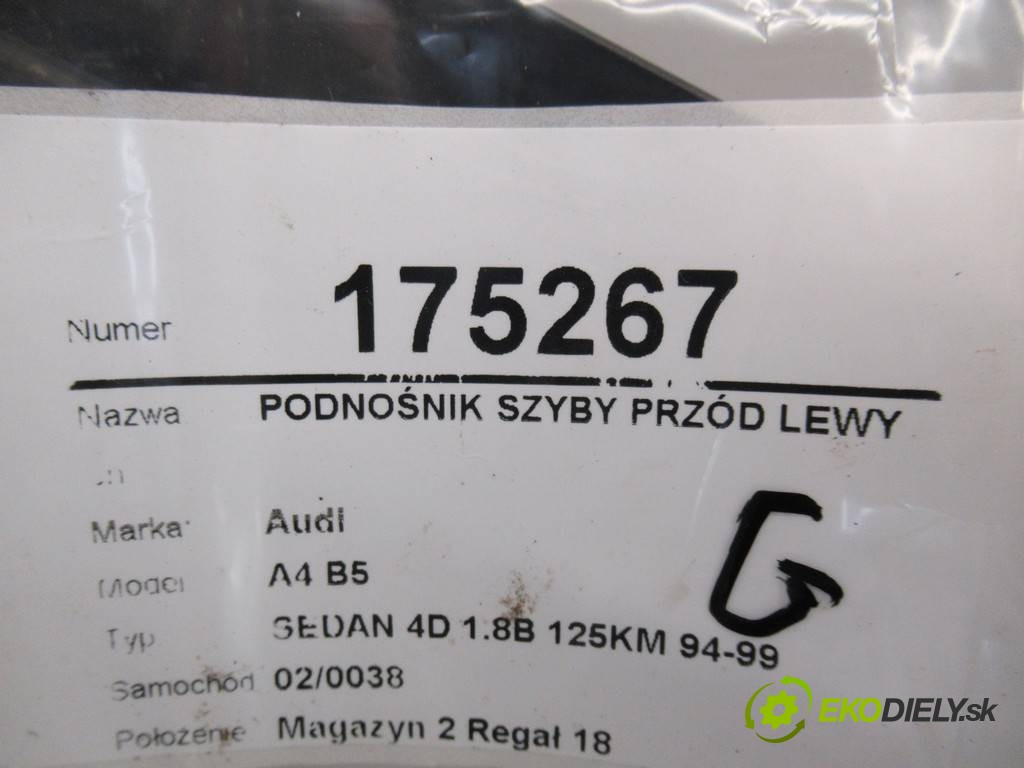 Numer 175267
Nazwa PODNOŚNIK SZYBY PRZÓD LEWY
Marka Audi
Model A4 B5
Typ SEDAN 4D 1.8B 125KM 94-99
G
Samochód 02/0038
Położenie Magazyn 2 Regał 18
EKODIELY.sk